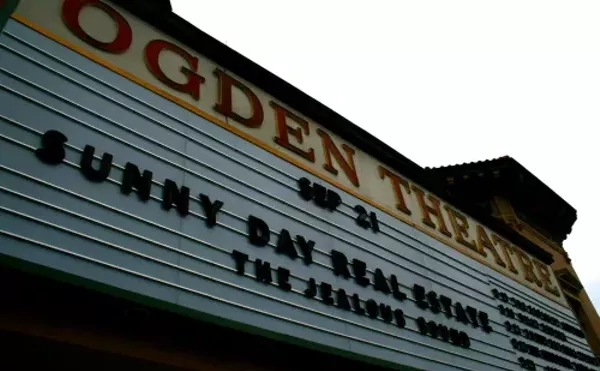 OGDEN THEATRE
SEP 21
SUNNY DAY REAL ESTATE
THE JEALOUS SOUND